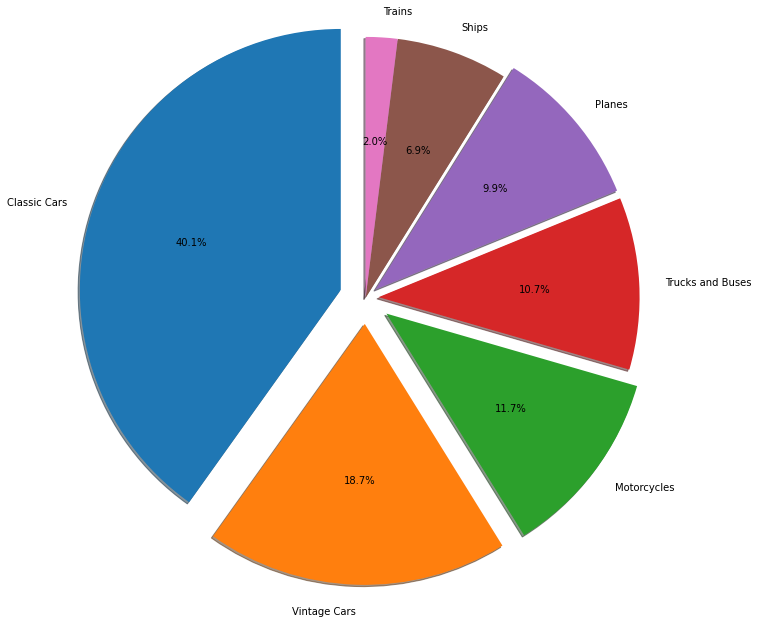 Trains
Ships
Planes
2.0%
6.9%
9.9%
Classic Cars
40.1%
Trucks and Buses
10.7%
11.7%
18.7%
Motorcycles
Vintage Cars